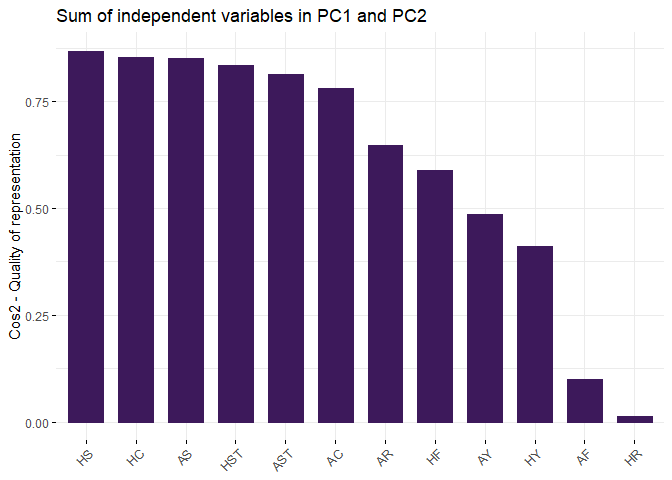 Sum of independent variables in PC1 and PC2
Cos2 - Quality of representation
0.75
0.50
0.25
0.00
HS HC AS HST AST AC AR HF AY HY AF HR